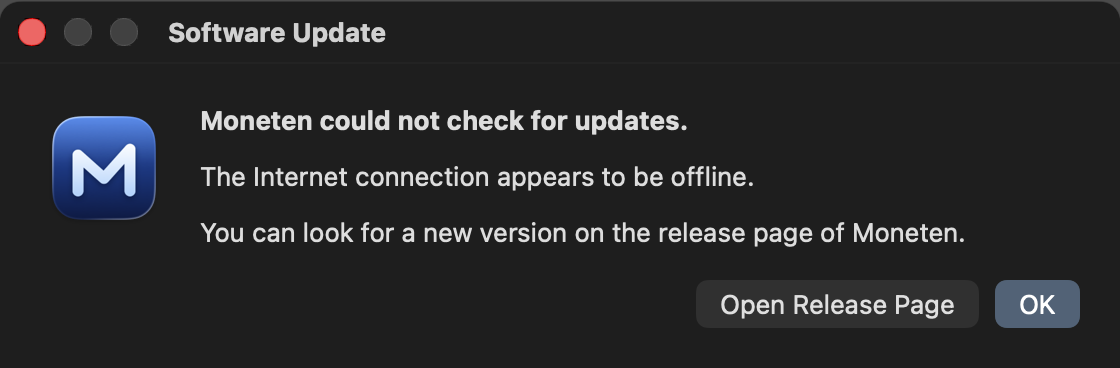 Software Update
Moneten could not check for updates.
The Internet connection appears to be offline.
You can look for a new version on the release page of Moneten.
Open Release Page
OK